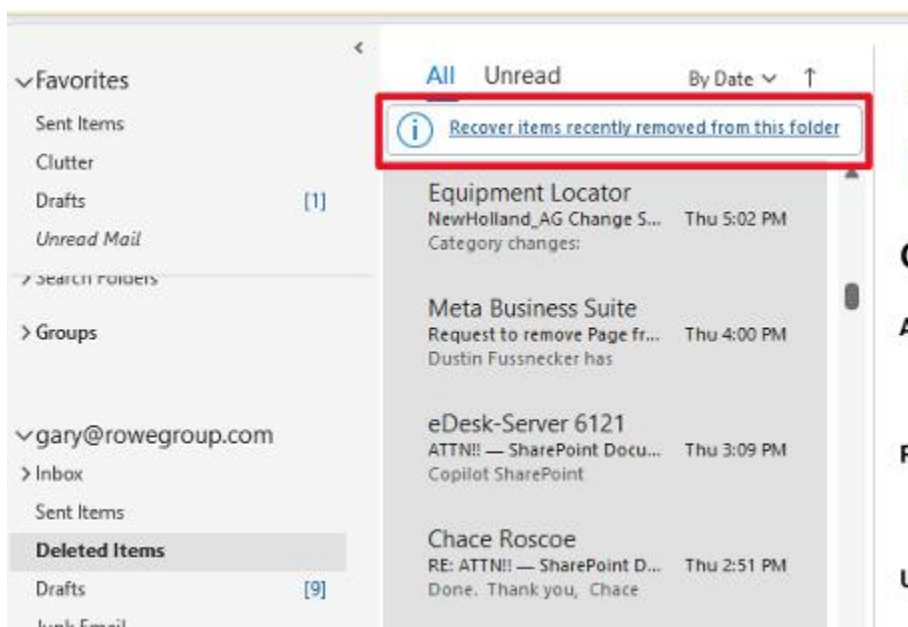 Favorites
Sent Items
Clutter
Drafts [1]
Unread Mail
Search Folders
Groups
gary@rowegroup.com
Inbox
Sent Items
Deleted Items
Drafts [9]
Junk Email
All Unread By Date
Recover items recently removed from this folder
Equipment Locator
NewHolland_AG Change S... Thu 5:02 PM
Category changes:
Meta Business Suite
Request to remove Page fr... Thu 4:00 PM
Dustin Fussnecker has
eDesk-Server 6121
ATTN!! — SharePoint Docu... Thu 3:09 PM
Copilot SharePoint
Chace Roscoe
RE: ATTN!! — SharePoint D... Thu 2:51 PM
Done. Thank you, Chace